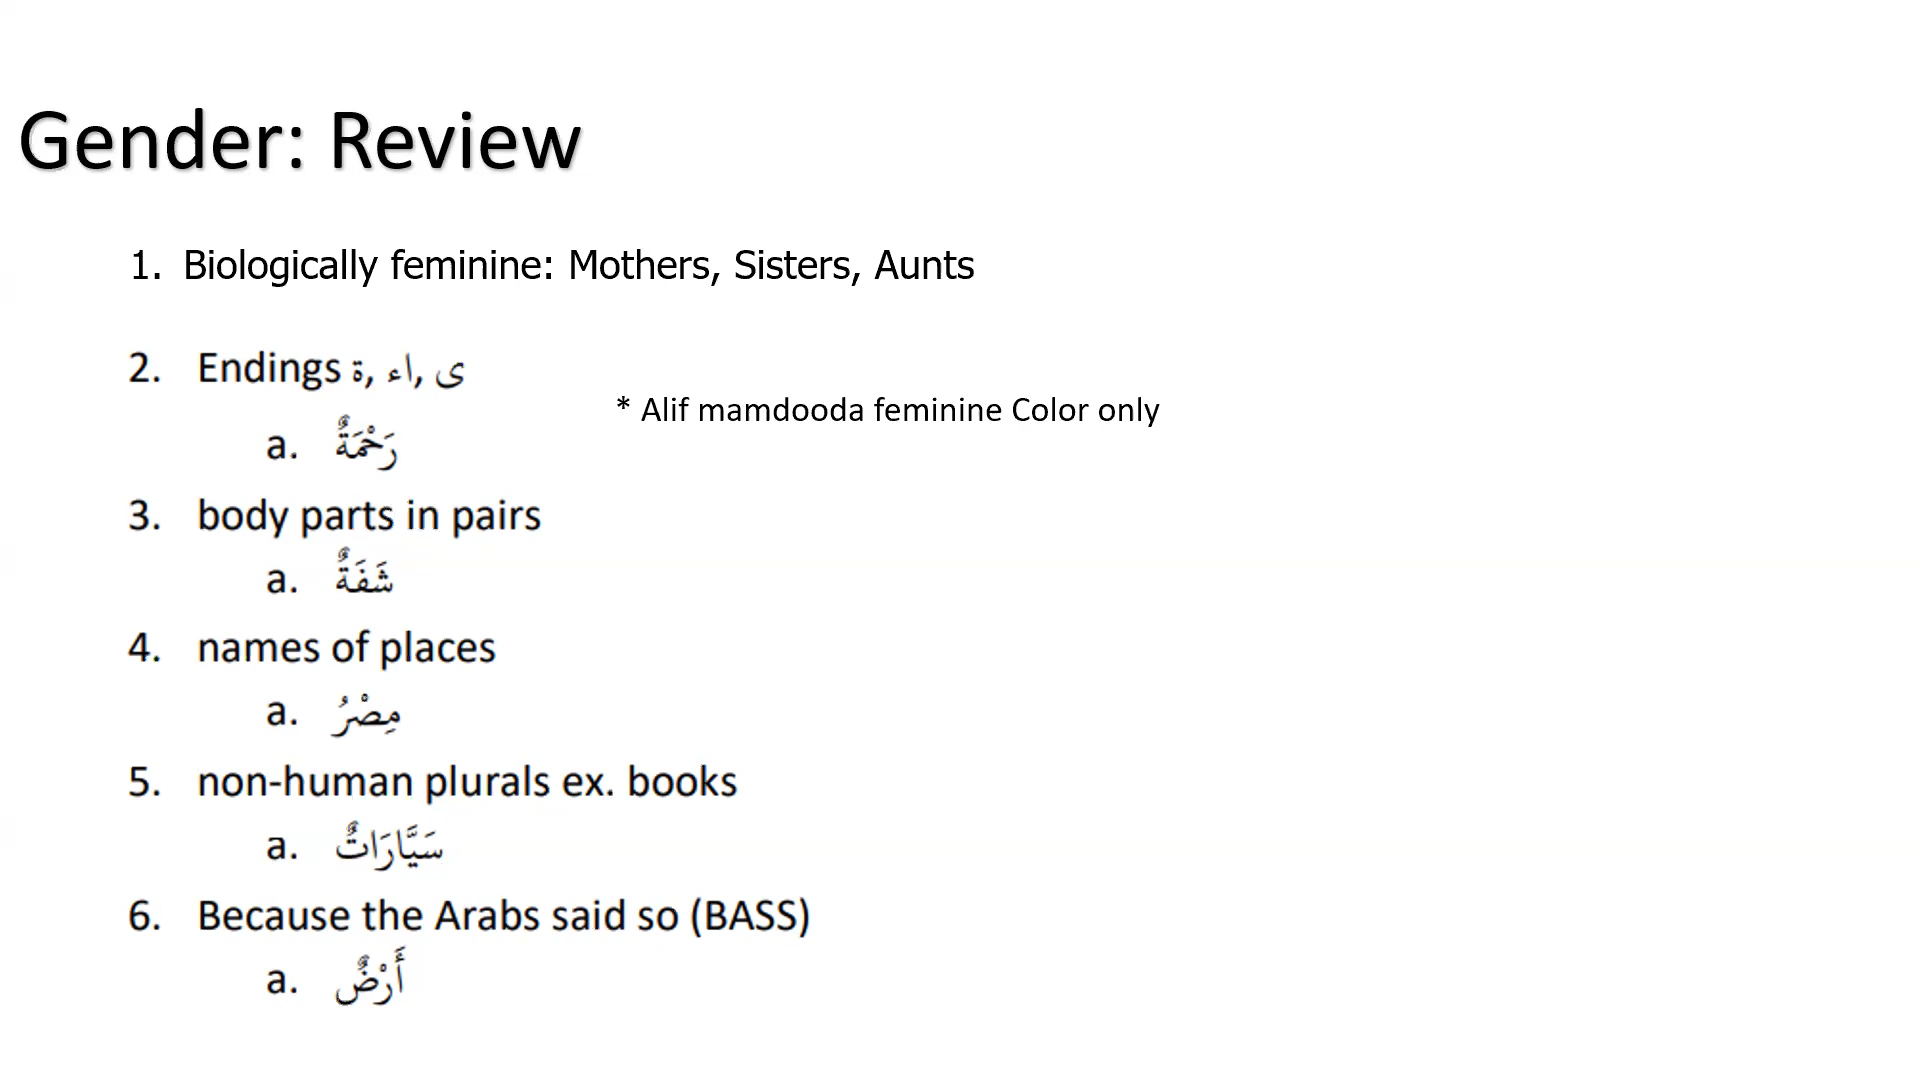 Gender: Review
1. Biologically feminine: Mothers, Sisters, Aunts
2. Endings ة, اء, ى
* Alif mamdooda feminine Color only
a. رَحْمَةٌ
3. body parts in pairs
a. شَفَةٌ
4. names of places
a. مِصْرُ
5. non-human plurals ex. books
a. سَيَّارَاتٌ
6. Because the Arabs said so (BASS)
a. أَرْضٌ